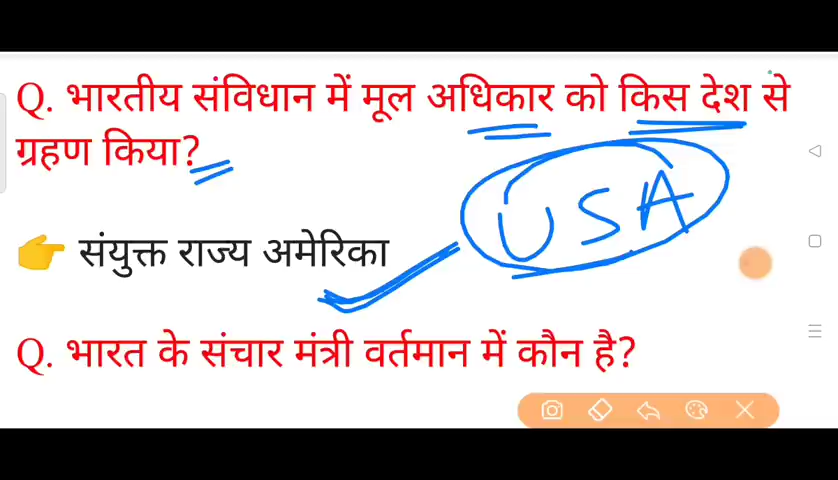 Q. भारतीय संविधान में मूल अधिकार को किस देश से
ग्रहण किया?
USA
👉 संयुक्त राज्य अमेरिका
Q. भारत के संचार मंत्री वर्तमान में कौन है?